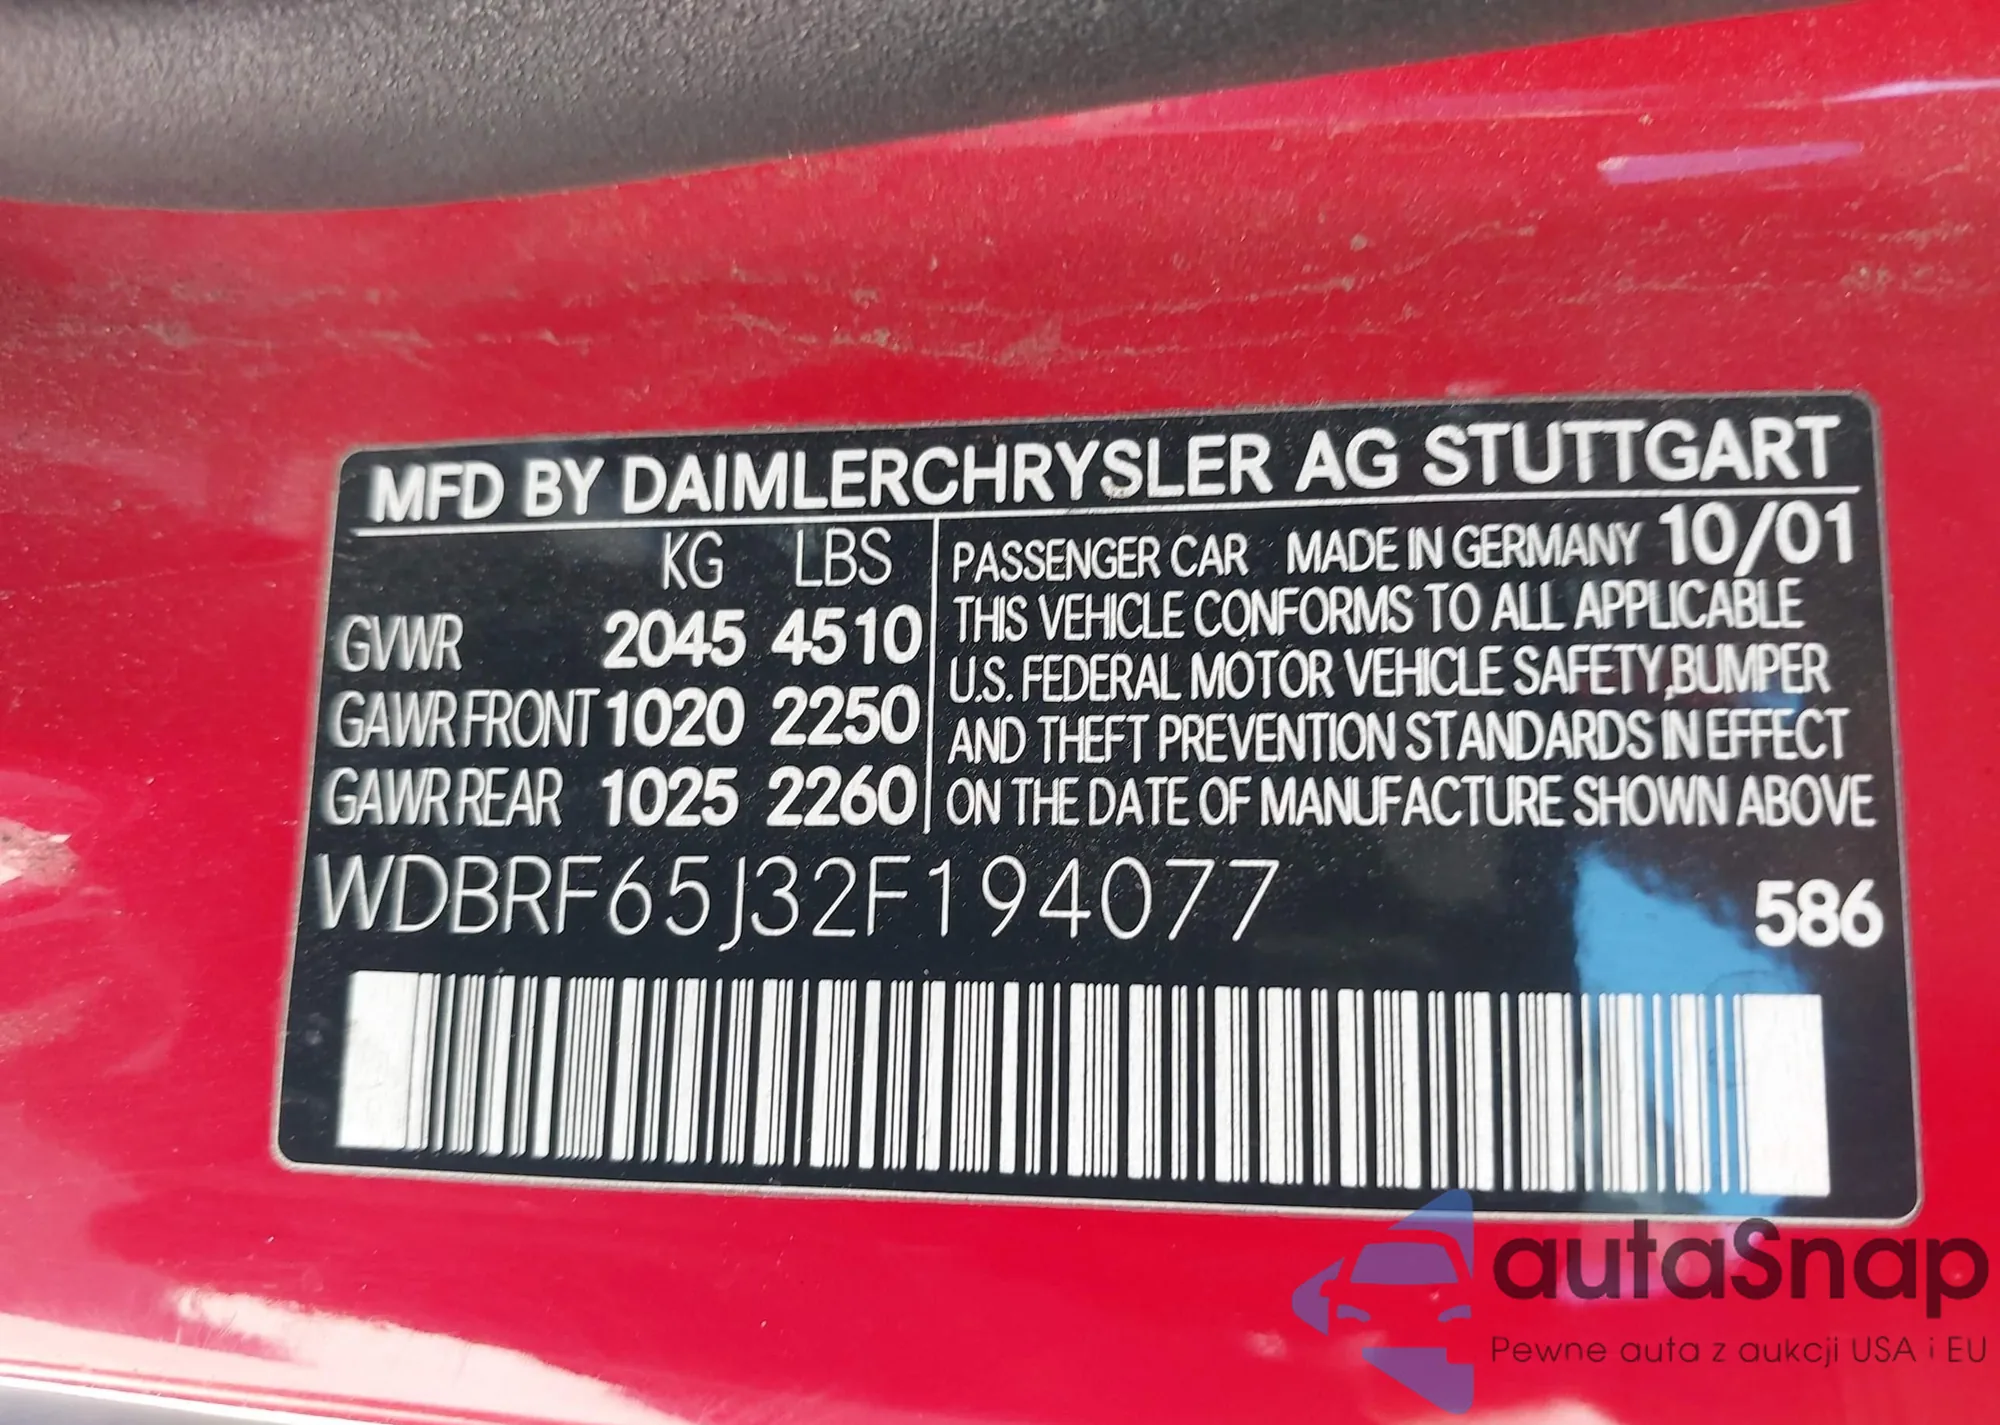 MFD BY DAIMLERCHRYSLER AG STUTTGART
KG LBS
GVWR 2045 4510
GAWR FRONT 1020 2250
GAWR REAR 1025 2260
PASSENGER CAR MADE IN GERMANY 10/01
THIS VEHICLE CONFORMS TO ALL APPLICABLE
U.S. FEDERAL MOTOR VEHICLE SAFETY,BUMPER
AND THEFT PREVENTION STANDARDS IN EFFECT
ON THE DATE OF MANUFACTURE SHOWN ABOVE
WDBRF65J32F194077
586
autaSnap
Pewne auta z aukcji USA i EU